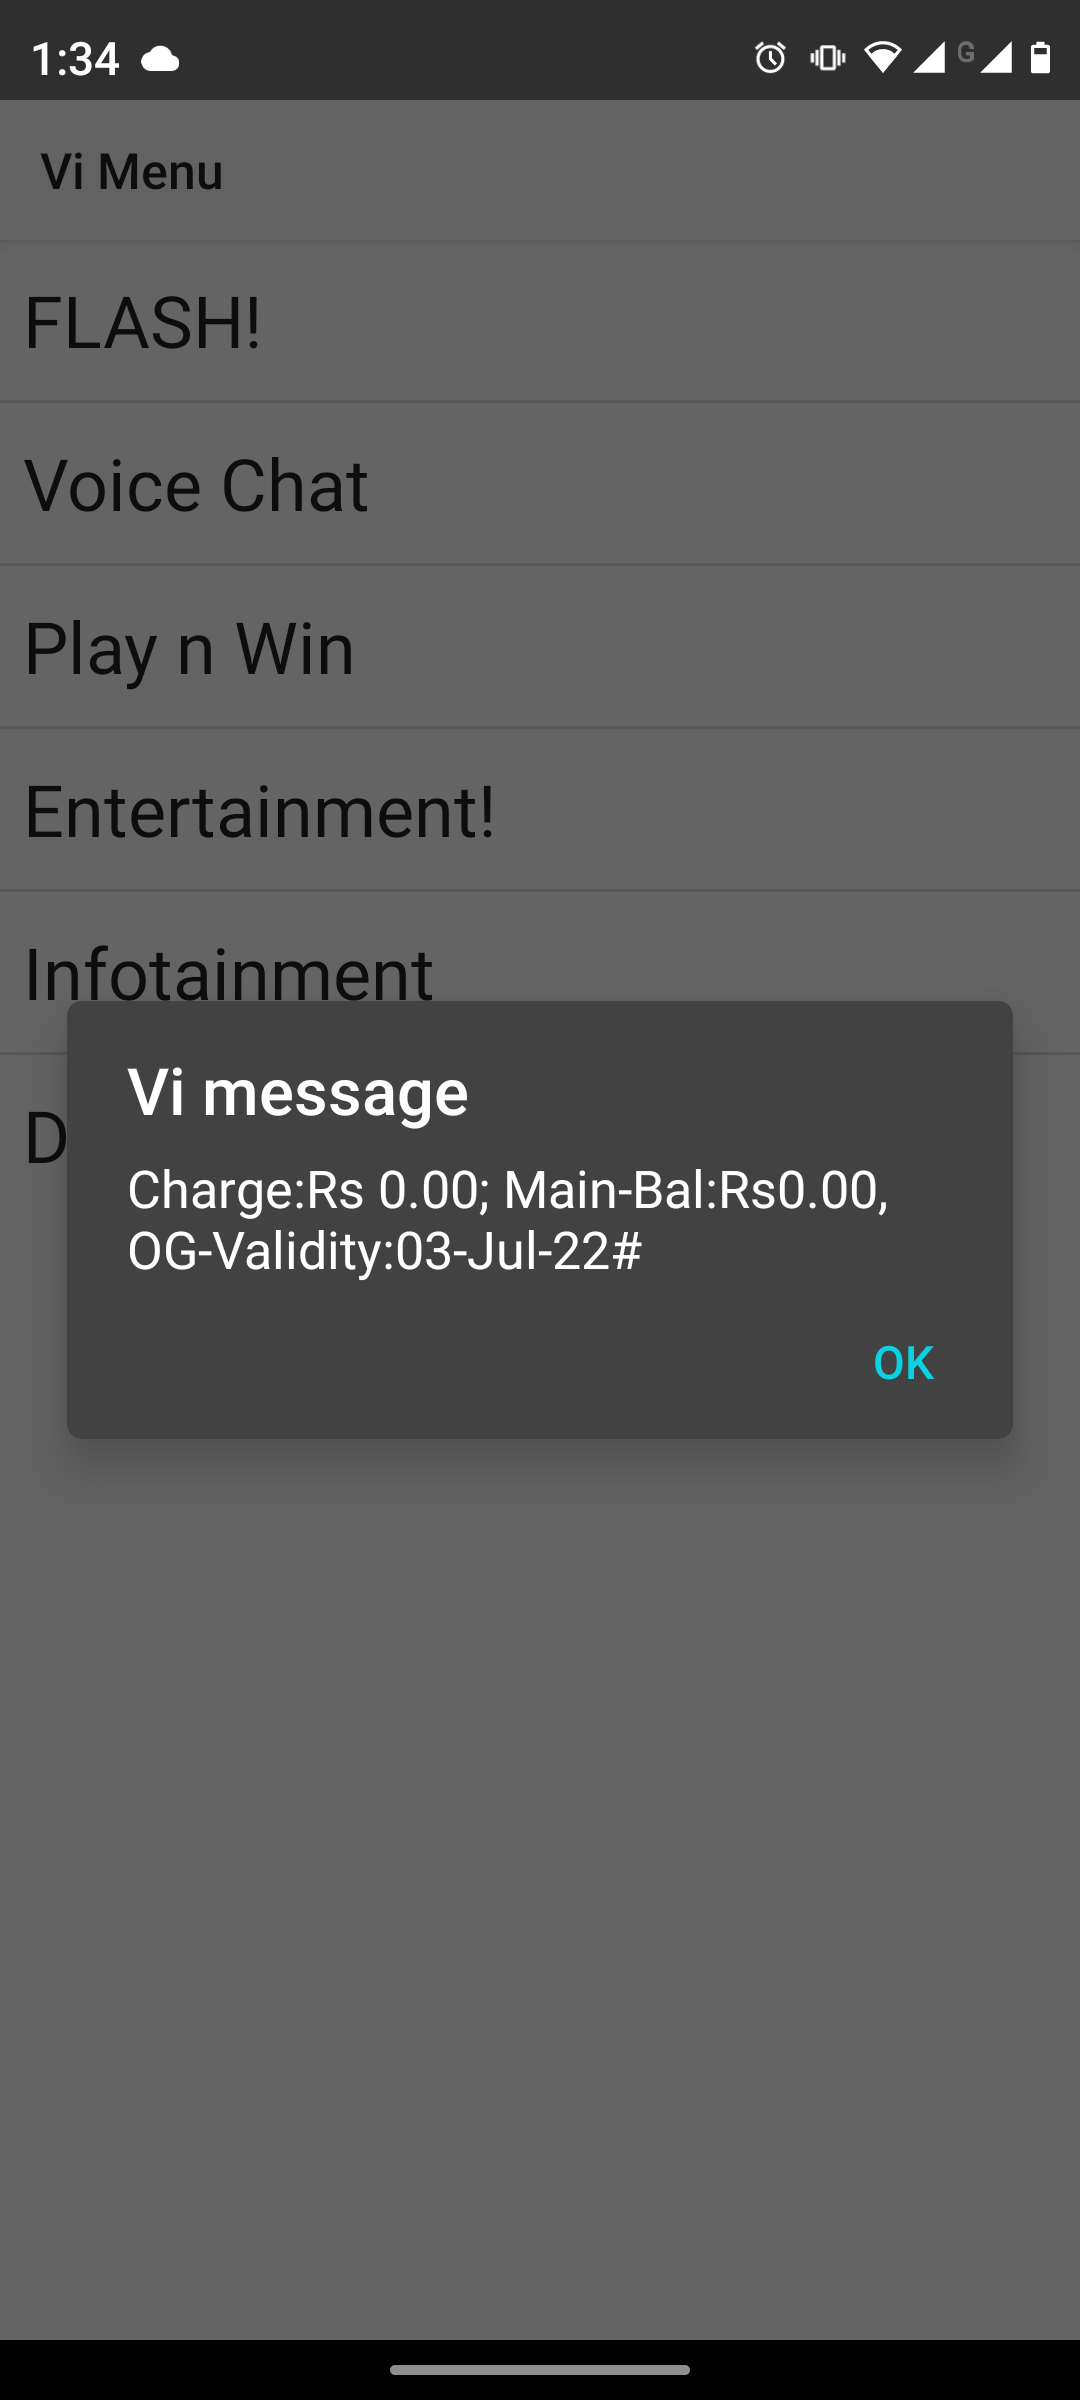 1:34
G
Vi Menu
FLASH!
Voice Chat
Play n Win
Entertainment!
Infotainment
D
Vi message
Charge:Rs 0.00; Main-Bal:Rs0.00,
OG-Validity:03-Jul-22#
OK